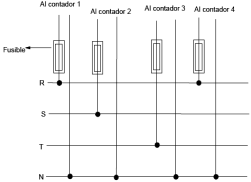 Al contador 1
Al contador 2
Al contador 3
Al contador 4
Fusible
R
S
T
N